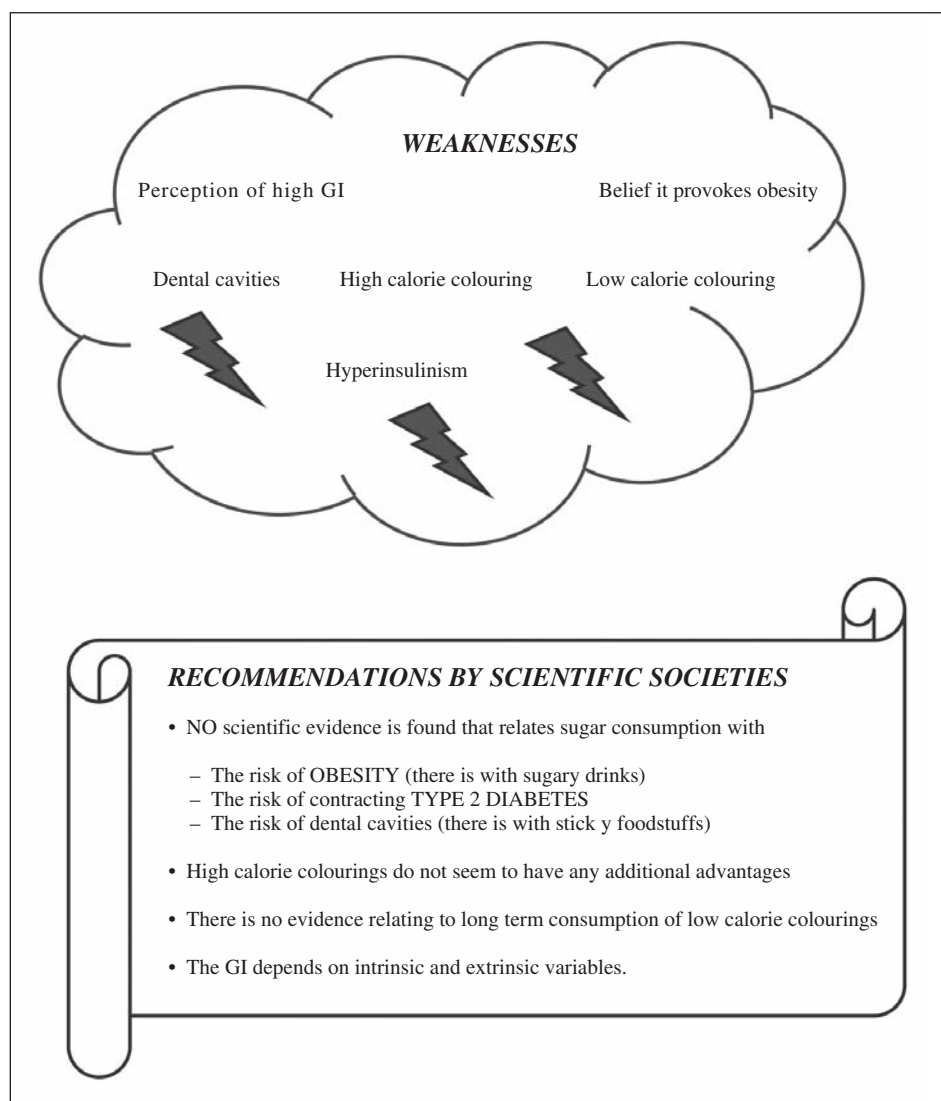 WEAKNESSES
Perception of high GI
Belief it provokes obesity
Dental cavities
High calorie colouring
Low calorie colouring
Hyperinsulinism
RECOMMENDATIONS BY SCIENTIFIC SOCIETIES
• NO scientific evidence is found that relates sugar consumption with
– The risk of OBESITY (there is with sugary drinks)
– The risk of contracting TYPE 2 DIABETES
– The risk of dental cavities (there is with stick y foodstuffs)
• High calorie colourings do not seem to have any additional advantages
• There is no evidence relating to long term consumption of low calorie colourings
• The GI depends on intrinsic and extrinsic variables.